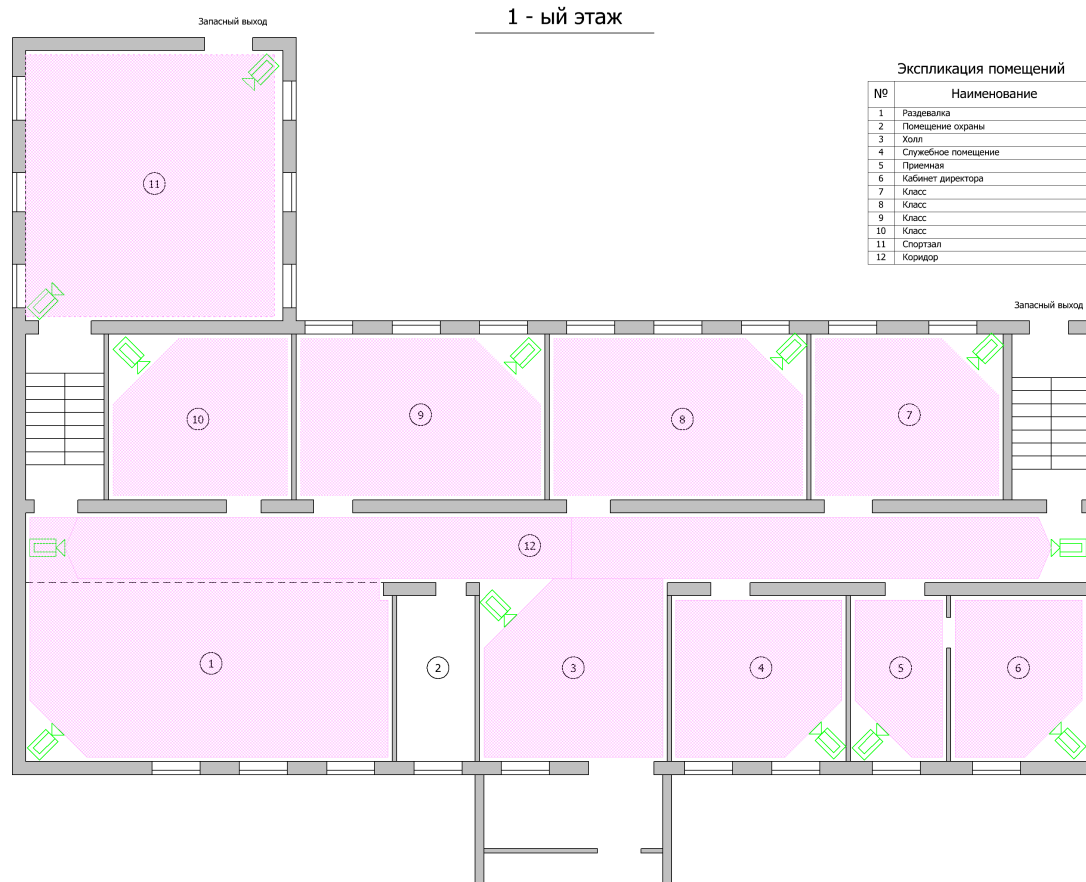 1 - ый этаж
Запасный выход
Экспликация помещений
№ Наименование
1 Раздевалка
2 Помещение охраны
3 Холл
4 Служебное помещение
5 Приемная
6 Кабинет директора
7 Класс
8 Класс
9 Класс
10 Класс
11 Спортзал
12 Коридор
11
Запасный выход
10
9
8
7
12
1
2
3
4
5
6